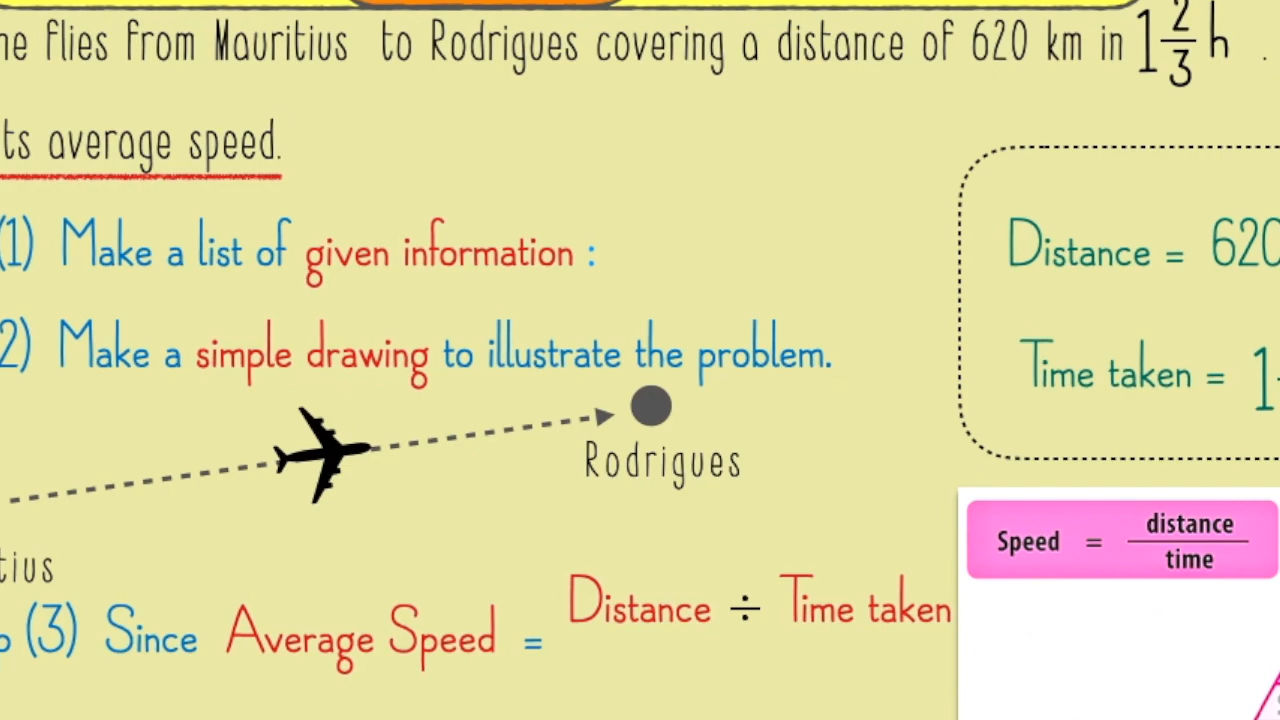 ne flies from Mauritius to Rodrigues covering a distance of 620 km in 1 2/3 h .
ts average speed.
(1) Make a list of given information :
2) Make a simple drawing to illustrate the problem.
Distance = 620
Time taken = 1
Rodrigues
tius
p (3) Since Average Speed = Distance ÷ Time taken
Speed = distance / time